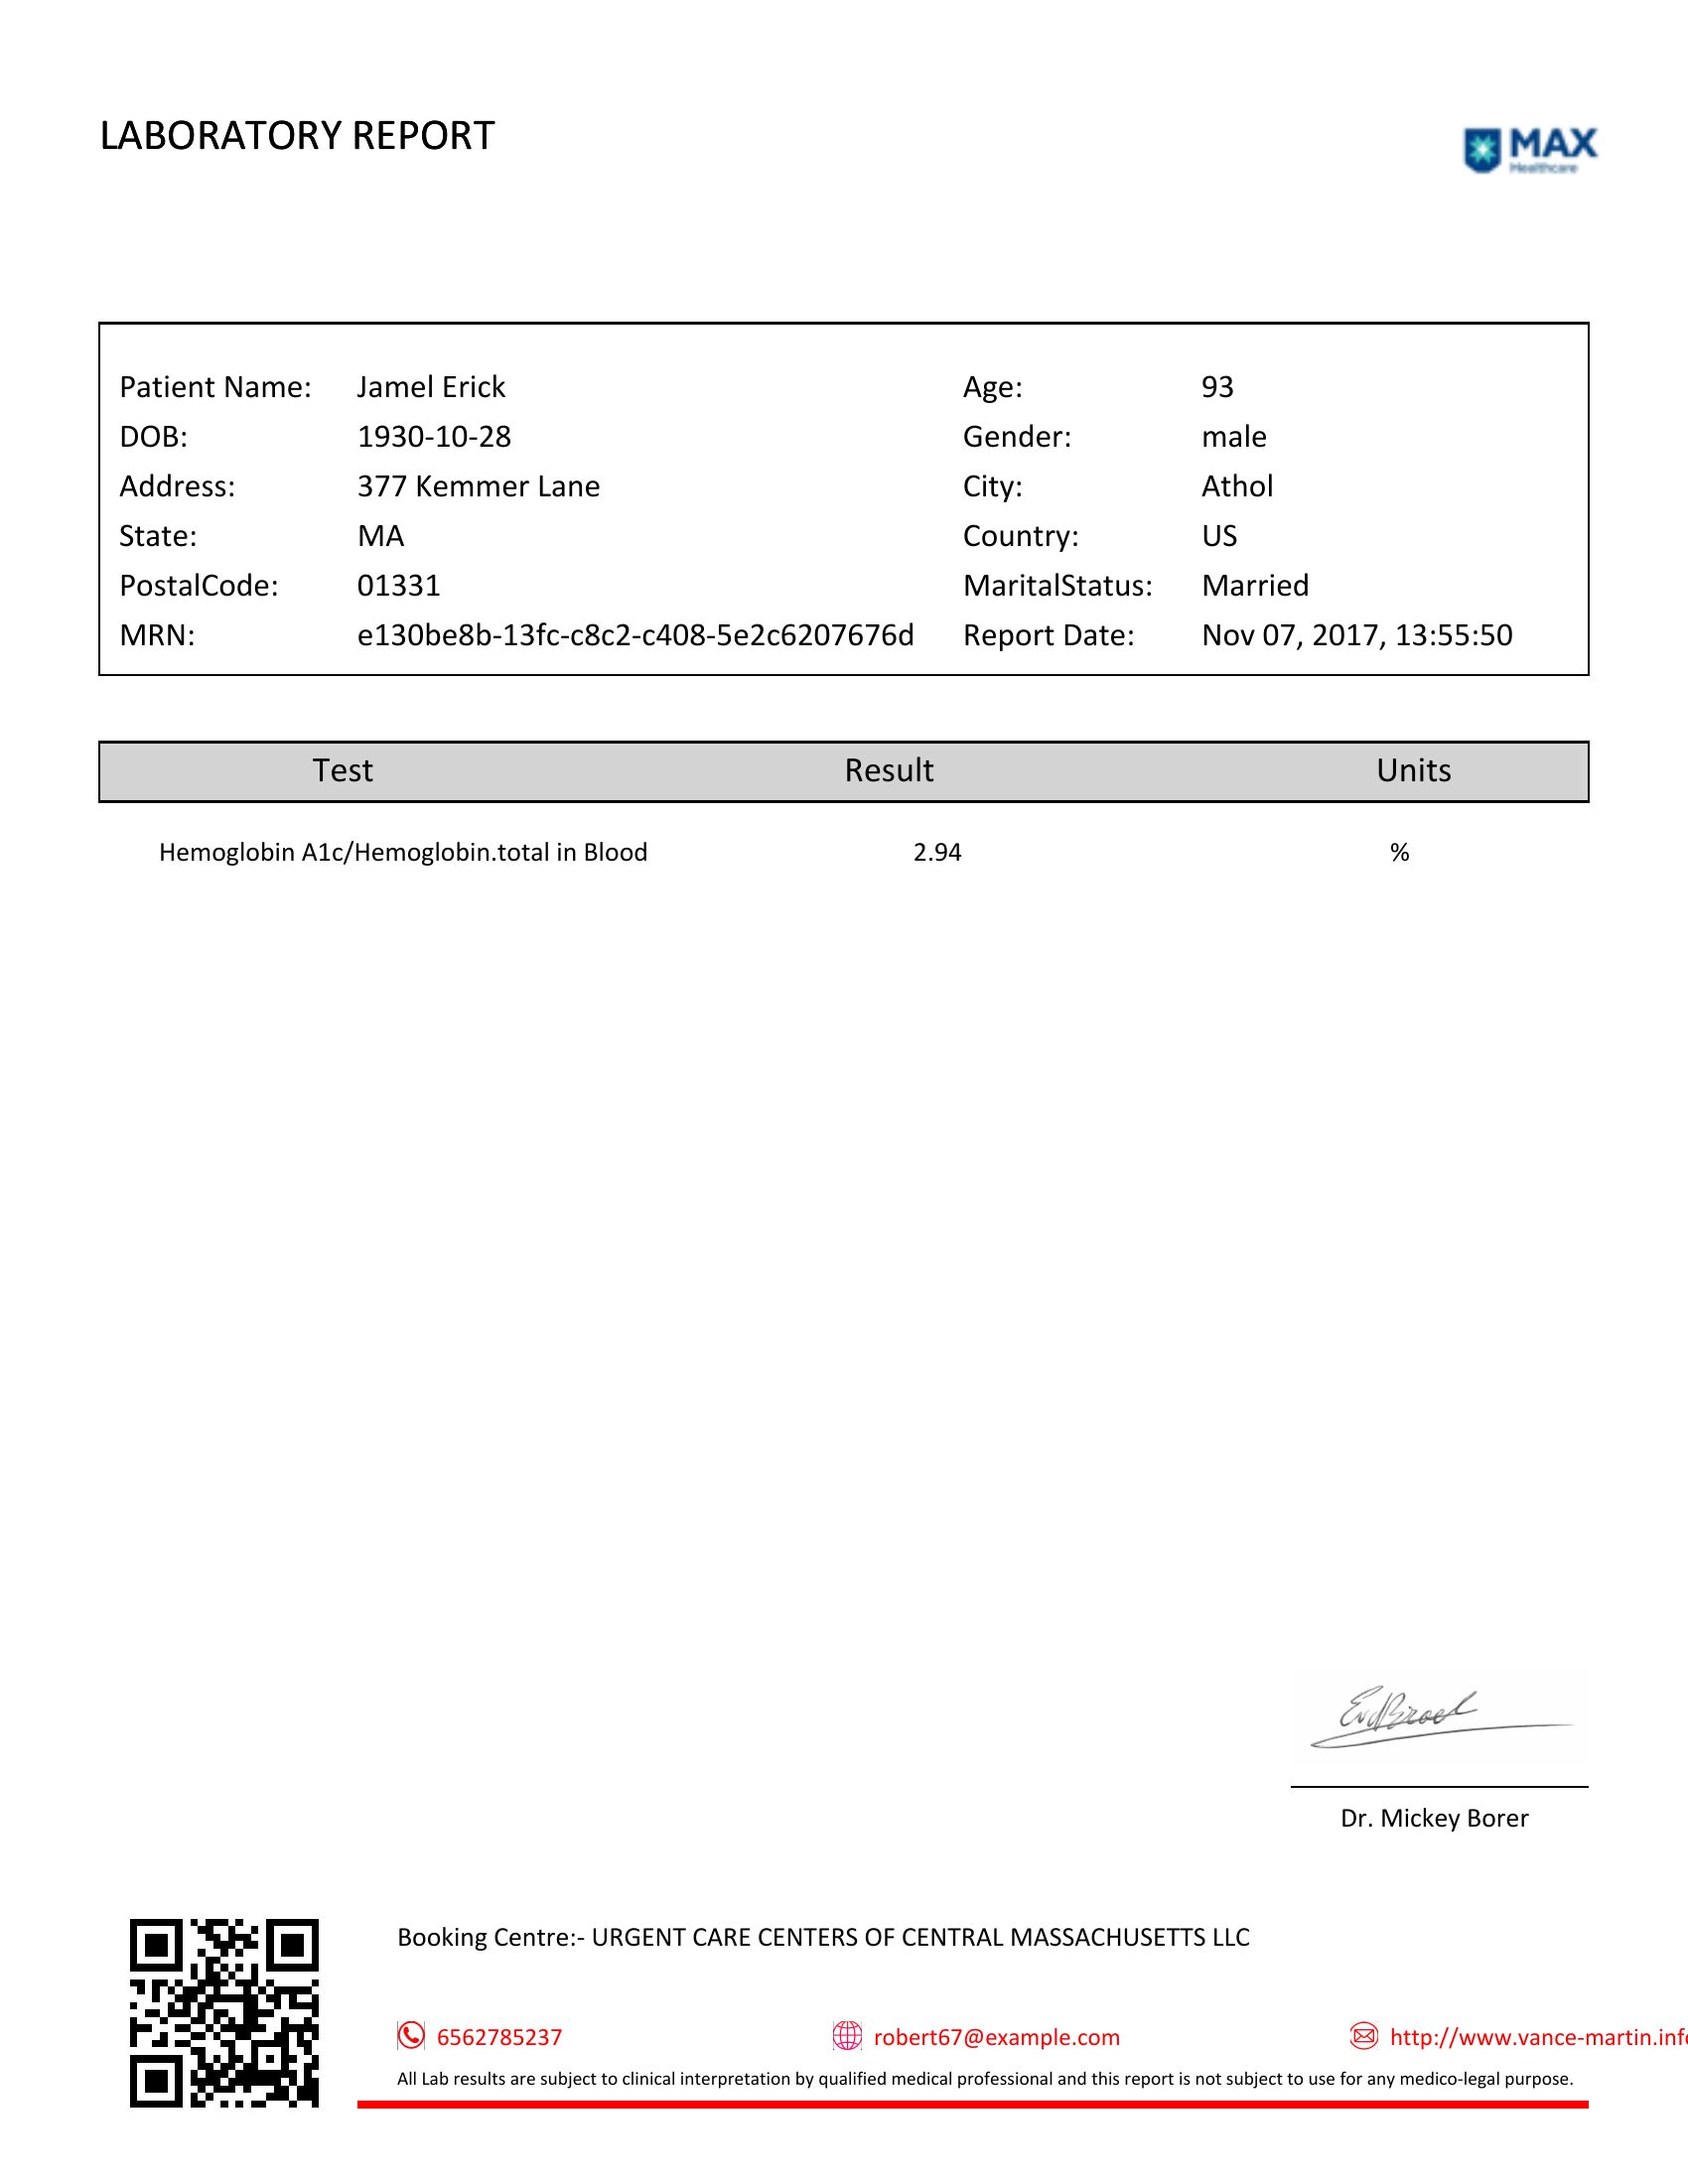 LABORATORY REPORT
MAX
Healthcare
Patient Name: Jamel Erick Age: 93
DOB: 1930-10-28 Gender: male
Address: 377 Kemmer Lane City: Athol
State: MA Country: US
PostalCode: 01331 MaritalStatus: Married
MRN: e130be8b-13fc-c8c2-c408-5e2c6207676d Report Date: Nov 07, 2017, 13:55:50
Test Result Units
Hemoglobin A1c/Hemoglobin.total in Blood 2.94 %
Dr. Mickey Borer
Booking Centre:- URGENT CARE CENTERS OF CENTRAL MASSACHUSETTS LLC
6562785237 robert67@example.com http://www.vance-martin.info
All Lab results are subject to clinical interpretation by qualified medical professional and this report is not subject to use for any medico-legal purpose.